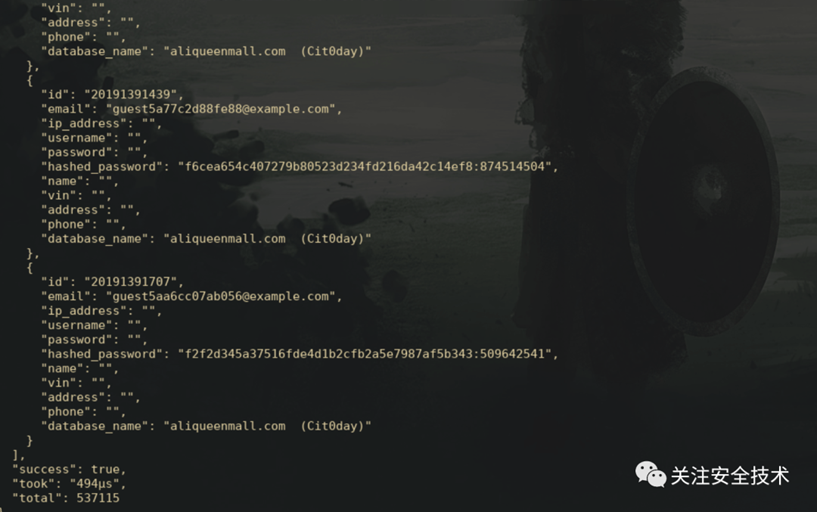 "vin": "",
"address": "",
"phone": "",
"database_name": "aliqueenmall.com  (Cit0day)"
},
{
"id": "20191391439",
"email": "guest5a77c2d88fe88@example.com",
"ip_address": "",
"username": "",
"password": "",
"hashed_password": "f6cea654c407279b80523d234fd216da42c14ef8:874514504",
"name": "",
"vin": "",
"address": "",
"phone": "",
"database_name": "aliqueenmall.com  (Cit0day)"
},
{
"id": "20191391707",
"email": "guest5aa6cc07ab056@example.com",
"ip_address": "",
"username": "",
"password": "",
"hashed_password": "f2f2d345a37516fde4d1b2cfb2a5e7987af5b343:509642541",
"name": "",
"vin": "",
"address": "",
"phone": "",
"database_name": "aliqueenmall.com  (Cit0day)"
}
],
"success": true,
"took": "494µs",
"total": 537115
关注安全技术